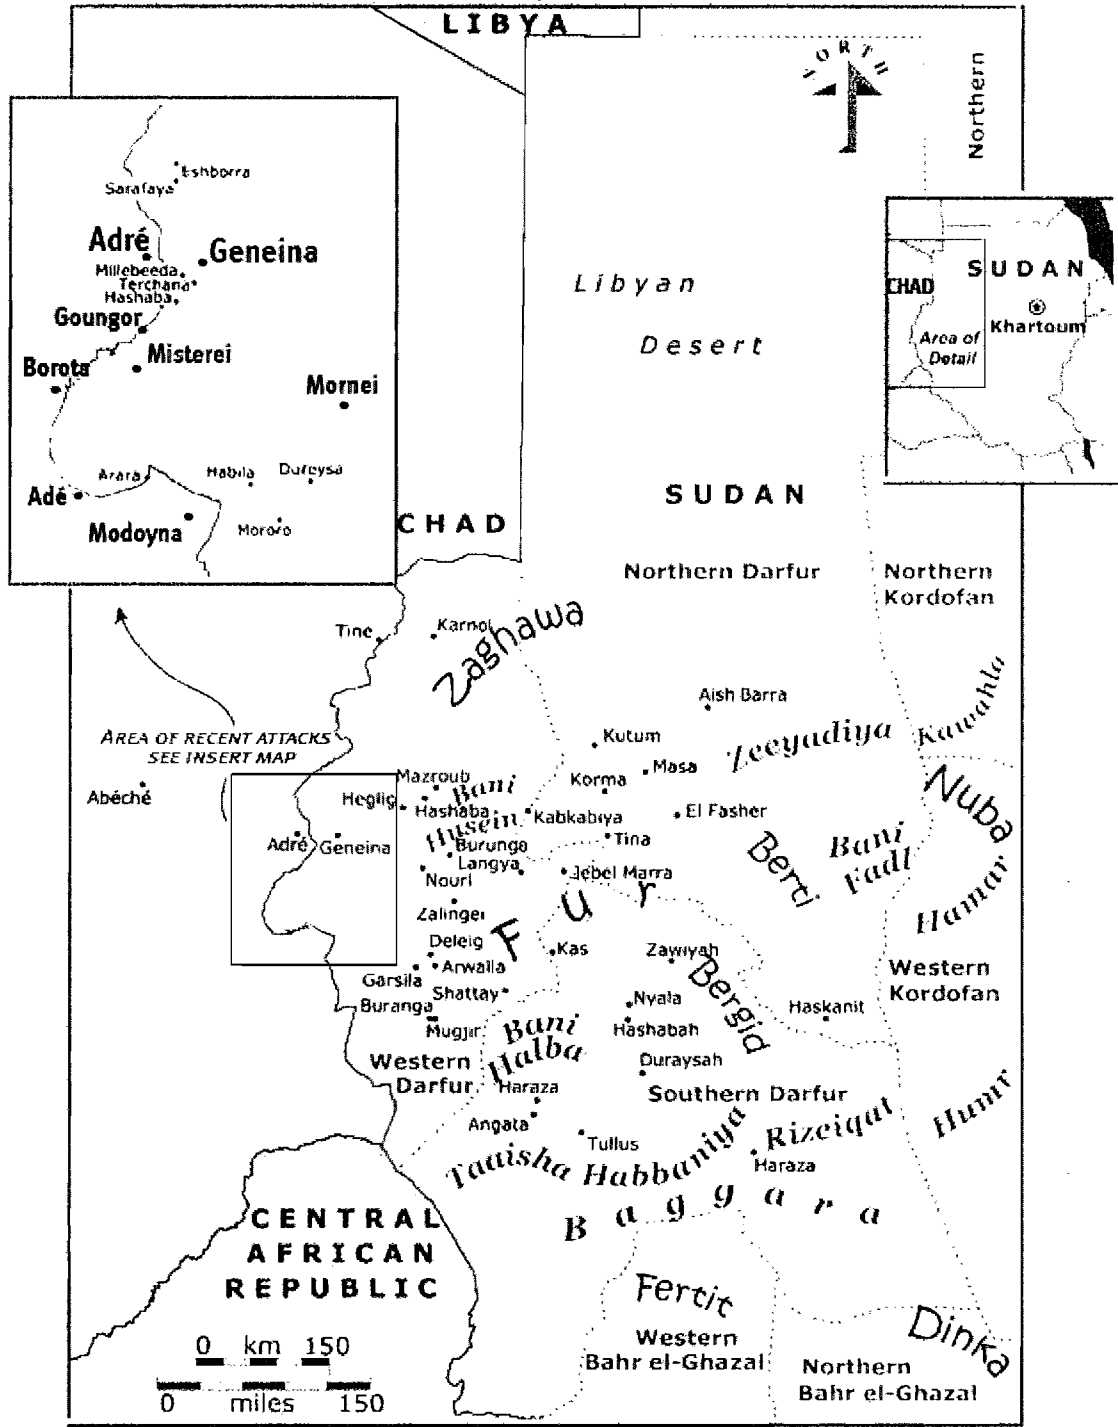 LIBYA
NORTH
Northern
Eshborra
Sarafaya
Adré
Geneina
Millebeeda
Terchana
Hashaba
Goungor
Misterei
Borota
Mornei
Arara
Habila
Dureysa
Adé
Modoyna
Mororo
SUDAN
CHAD
Khartoum
Area of
Detail
Libyan
Desert
SUDAN
CHAD
Northern Darfur
Northern
Kordofan
Tine
Karnoi
Zaghawa
Aish Barra
Kutum
Zeeyadiya
Kawahla
AREA OF RECENT ATTACKS
SEE INSERT MAP
Masa
Korma
Abéché
Mazroub
Bani
Husein
Heglig
Hashaba
Kabkabiya
El Fasher
Nuba
Adré
Geneina
Burunga
Langya
Tina
Berti
Bani
Fadl
Nouri
Jebel Marra
Hamar
Zalingei
Fur
Deleig
Arwalla
Kas
Zawiyah
Western
Kordofan
Garsila
Shattay
Bergid
Buranga
Nyala
Haskanit
Mugjir
Bani
Halba
Hashabah
Western
Darfur
Duraysah
Haraza
Southern Darfur
Humr
Angata
Tullus
Rizeiqat
Taaisha
Habbaniya
Haraza
Baggara
CENTRAL
AFRICAN
REPUBLIC
Fertit
Dinka
Western
Bahr el-Ghazal
Northern
Bahr el-Ghazal
0 km 150
0 miles 150